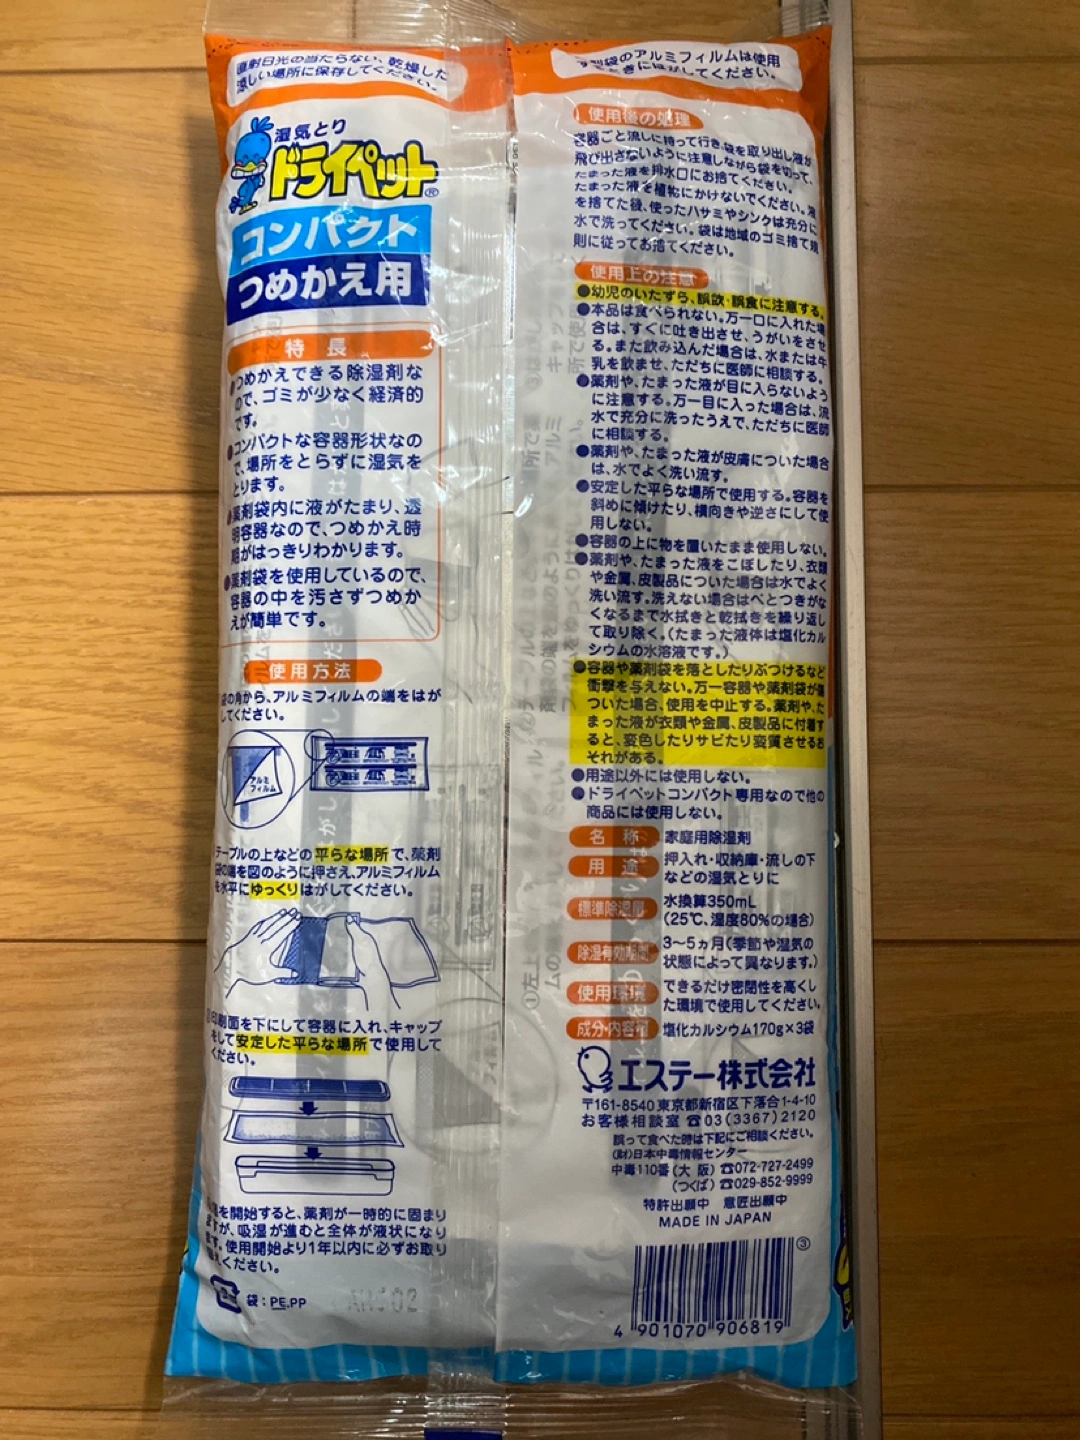 直射日光の当たらない、乾燥した
涼しい場所に保存してください。
湿気とり
ドライペット®
コンパクト
つめかえ用
特長
●つめかえできる除湿剤な
ので、ゴミが少なく経済的
です。
●コンパクトな容器形状なの
で、場所をとらずに湿気を
とります。
●薬剤袋内に液がたまり、透
明容器なので、つめかえ時
期がはっきりわかります。
●薬剤袋を使用しているので、
容器の中を汚さずつめか
えが簡単です。
使用方法
袋の角から、アルミフィルムの端をはが
してください。
アルミ
フィルム
テーブルの上などの平らな場所で、薬剤
袋の端を図のように押さえ、アルミフィルム
を水平にゆっくりはがしてください。
印刷面を下にして容器に入れ、キャップ
をして安定した平らな場所で使用して
ください。
を開始すると、薬剤が一時的に固まり
ますが、吸湿が進むと全体が液状になり
ます。使用開始より1年以内に必ずお取り
ください。
袋:PE,PP
袋のアルミフィルムは使用
ときにはがしてください。
使用後の処理
容器ごと流しに持って行き、袋を取り出し液が
飛び出さないように注意しながら袋を切って、
たまった液を排水口にお捨てください。
たまった液を植物にかけないでください。液
を捨てた後、使ったハサミやシンクは充分に
水で洗ってください。袋は地域のゴミ捨て規
則に従ってお捨てください。
使用上の注意
●幼児のいたずら、誤飲・誤食に注意する。
●本品は食べられない。万一口に入れた場
合は、すぐに吐き出させ、うがいをさせ
る。また飲み込んだ場合は、水または牛
乳を飲ませ、ただちに医師に相談する。
●薬剤や、たまった液が目に入らないよう
に注意する。万一目に入った場合は、流
水で充分に洗ったうえで、ただちに医師
に相談する。
●薬剤や、たまった液が皮膚についた場合
は、水でよく洗い流す。
●安定した平らな場所で使用する。容器を
斜めに傾けたり、横向きや逆さにして使
用しない。
●容器の上に物を置いたまま使用しない。
●薬剤や、たまった液をこぼしたり、衣類
や金属、皮製品についた場合は水でよく
洗い流す。洗えない場合はべとつきがな
くなるまで水拭きと乾拭きを繰り返し
て取り除く。(たまった液体は塩化カル
シウムの水溶液です。)
●容器や薬剤袋を落としたりぶつけるなど
衝撃を与えない。万一容器や薬剤袋が傷
ついた場合、使用を中止する。薬剤や、た
まった液が衣類や金属、皮製品に付着す
ると、変色したりサビたり変質させるお
それがある。
●用途以外には使用しない。
●ドライペットコンパクト専用なので他の
商品には使用しない。
名称 家庭用除湿剤
用途 押入れ・収納庫・流しの下
などの湿気とりに
標準除湿量 水換算350mL
(25℃、湿度80%の場合)
除湿有効期間 3〜5ヵ月(季節や湿気の
状態によって異なります。)
使用環境 できるだけ密閉性を高くし
た環境で使用してください。
成分・内容量 塩化カルシウム170g×3袋
エステー株式会社
〒161-8540 東京都新宿区下落合1-4-10
お客様相談室 ☎03(3367)2120
誤って食べた時は下記にご相談ください。
(財)日本中毒情報センター
中毒110番(大阪)☎072-727-2499
(つくば)☎029-852-9999
特許出願中 意匠出願中
MADE IN JAPAN
③
4 901070 906819